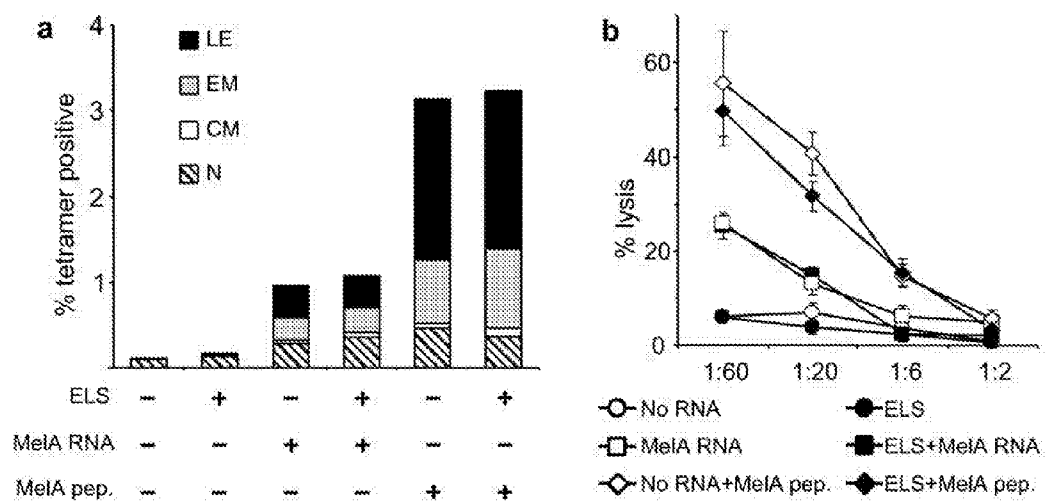 a
4
3
2
1
% tetramer positive
LE
EM
CM
N
ELS – + – + – +
MelA RNA – – + + – –
MelA pep. – – – – + +
b
60
40
20
0
% lysis
1:60 1:20 1:6 1:2
No RNA ELS
MelA RNA ELS+MelA RNA
No RNA+MelA pep. ELS+MelA pep.